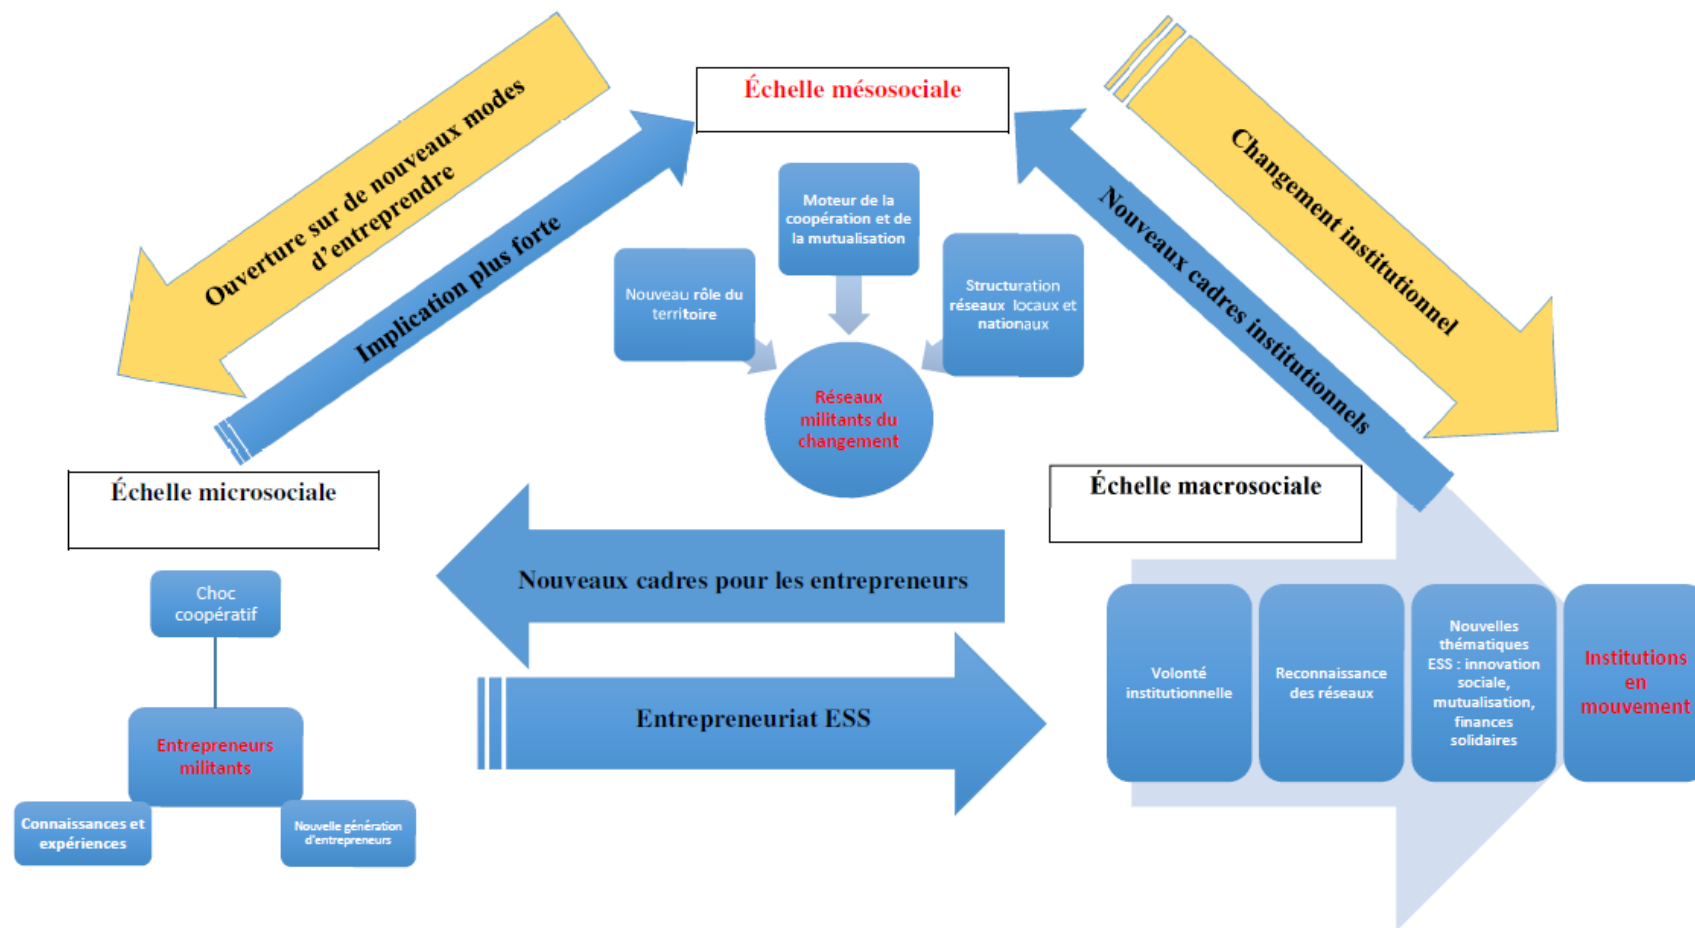 Échelle mésosociale
Ouverture sur de nouveaux modes
d’entreprendre
Implication plus forte
Changement institutionnel
Nouveaux cadres institutionnels
Moteur de la
coopération et de
la mutualisation
Nouveau rôle du
territoire
Structuration
réseaux locaux et
nationaux
Réseaux
militants du
changement
Échelle microsociale
Échelle macrosociale
Nouveaux cadres pour les entrepreneurs
Entrepreneuriat ESS
Choc
coopératif
Entrepreneurs
militants
Connaissances et
expériences
Nouvelle génération
d'entrepreneurs
Volonté
institutionnelle
Reconnaissance
des réseaux
Nouvelles
thématiques
ESS : innovation
sociale,
mutualisation,
finances
solidaires
Institutions
en
mouvement